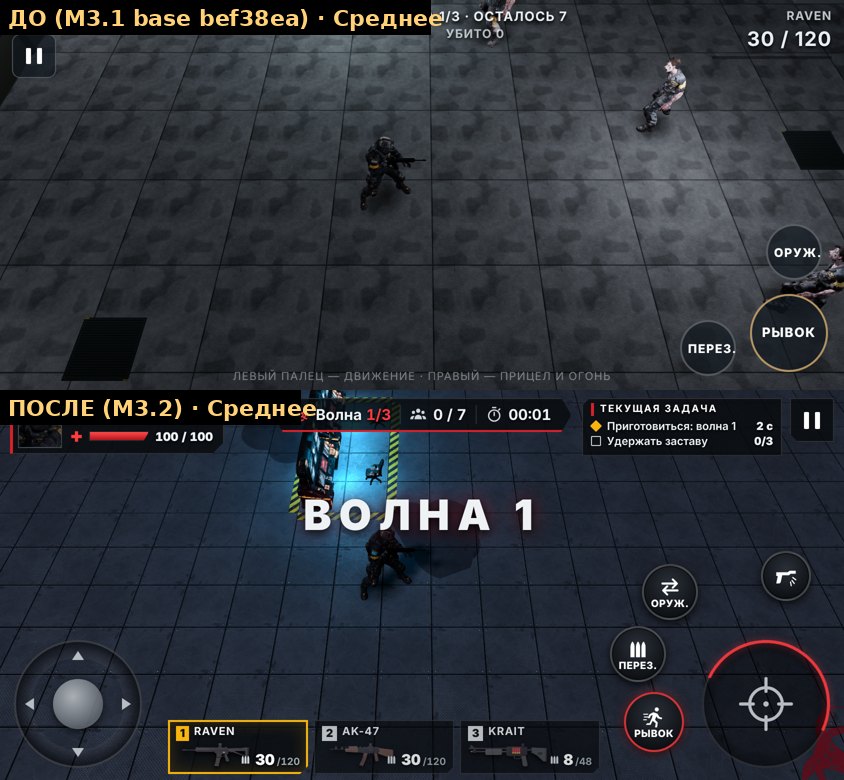 ДО (M3.1 base bef38ea) · Среднее
1/3 · ОСТАЛОСЬ 7
УБИТО 0
RAVEN
30 / 120
ОРУЖ.
РЫВОК
ПЕРЕЗ.
ЛЕВЫЙ ПАЛЕЦ — ДВИЖЕНИЕ · ПРАВЫЙ — ПРИЦЕЛ И ОГОНЬ
ПОСЛЕ (M3.2) · Среднее
Волна 1/3
0 / 7
00:01
100 / 100
ТЕКУЩАЯ ЗАДАЧА
Приготовиться: волна 1 2 с
Удержать заставу 0/3
ВОЛНА 1
ОРУЖ.
ПЕРЕЗ.
РЫВОК
1 RAVEN
30 /120
2 AK-47
30 /120
3 KRAIT
8 /48